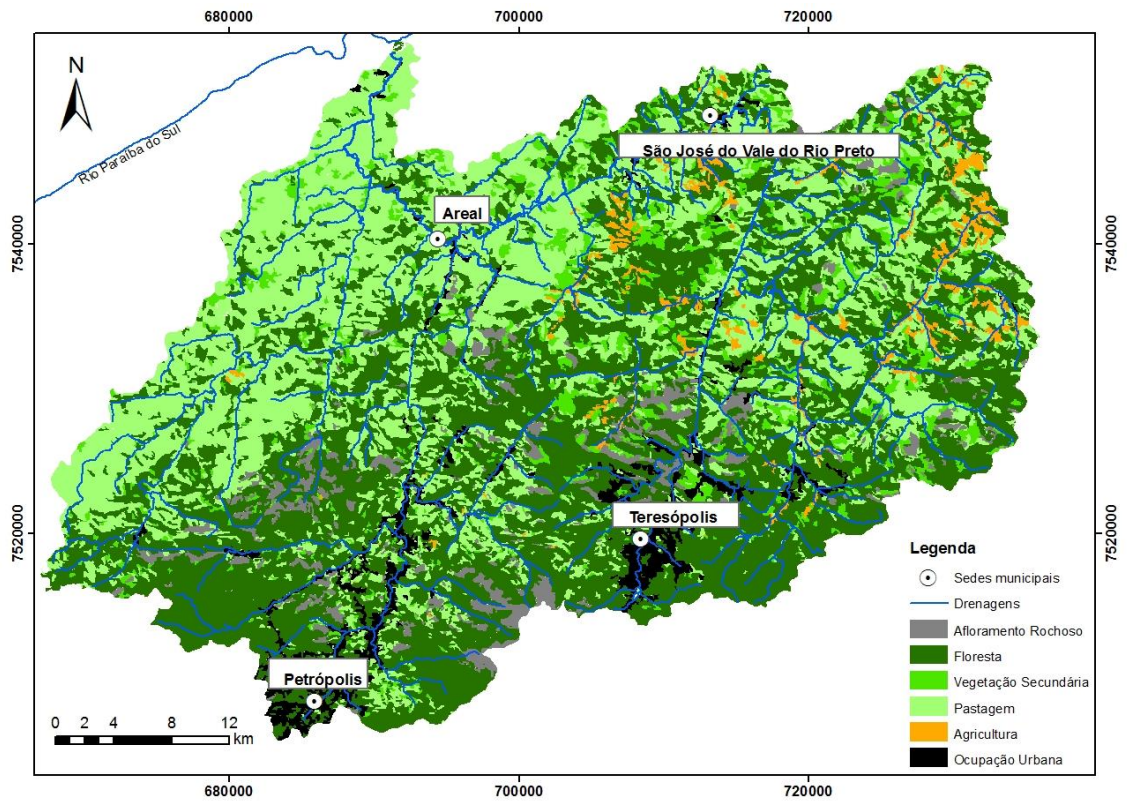 680000
700000
720000
N
Rio Paraíba do Sul
São José do Vale do Rio Preto
Areal
7540000
7540000
Teresópolis
7520000
7520000
Petrópolis
Legenda
Sedes municipais
Drenagens
Afloramento Rochoso
Floresta
Vegetação Secundária
Pastagem
Agricultura
Ocupação Urbana
0 2 4 8 12
km
680000
700000
720000